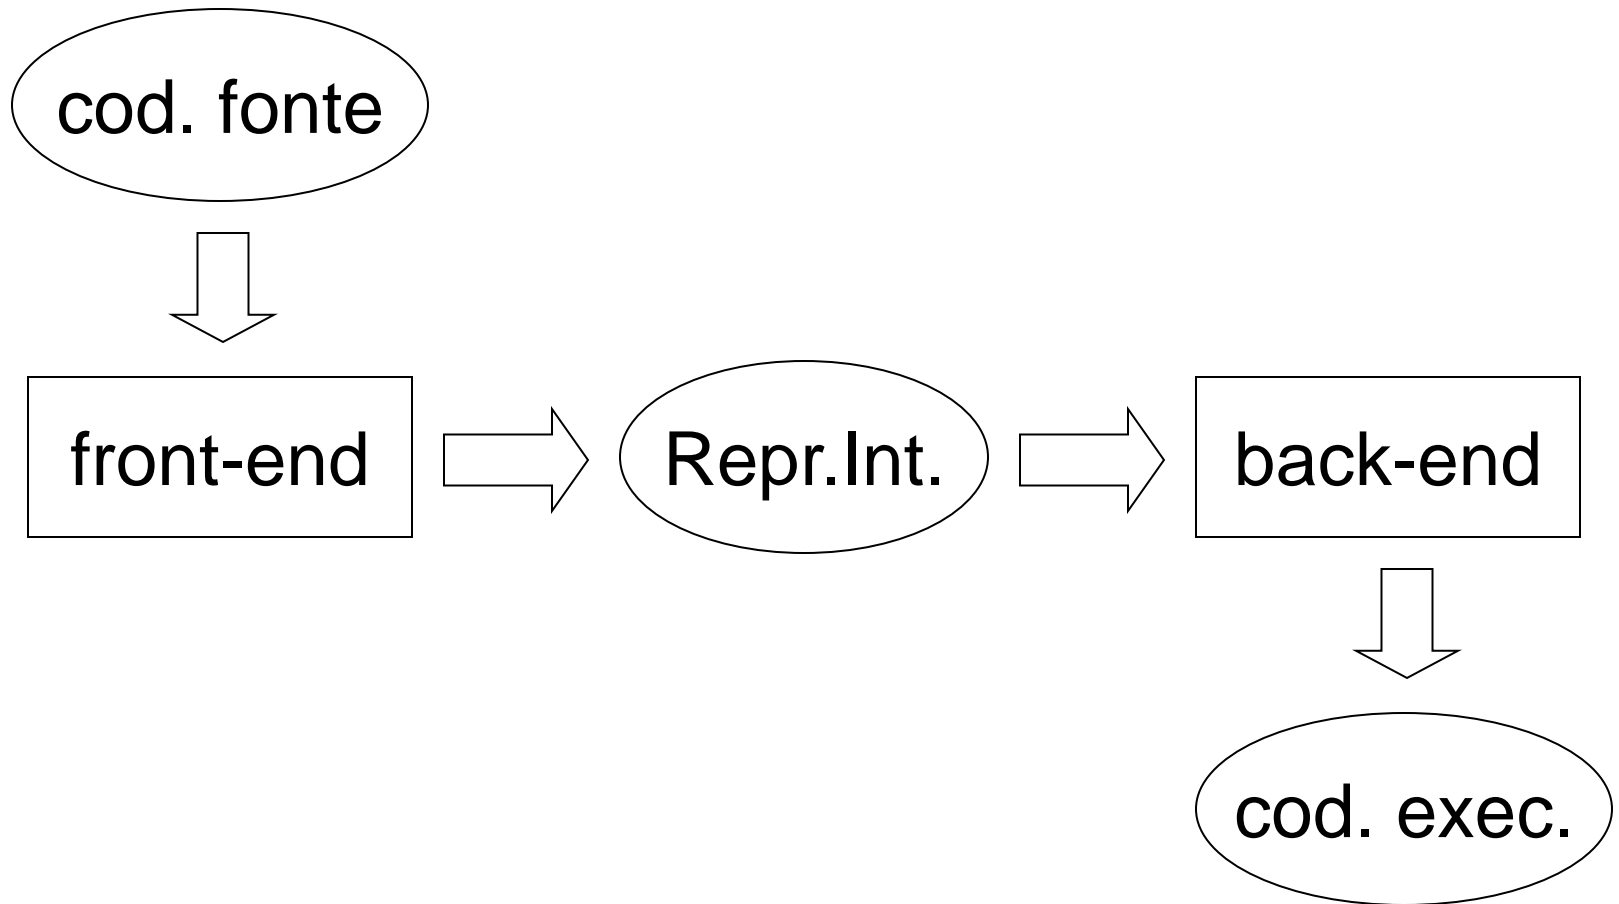 cod. fonte
front-end
Repr.Int.
back-end
cod. exec.